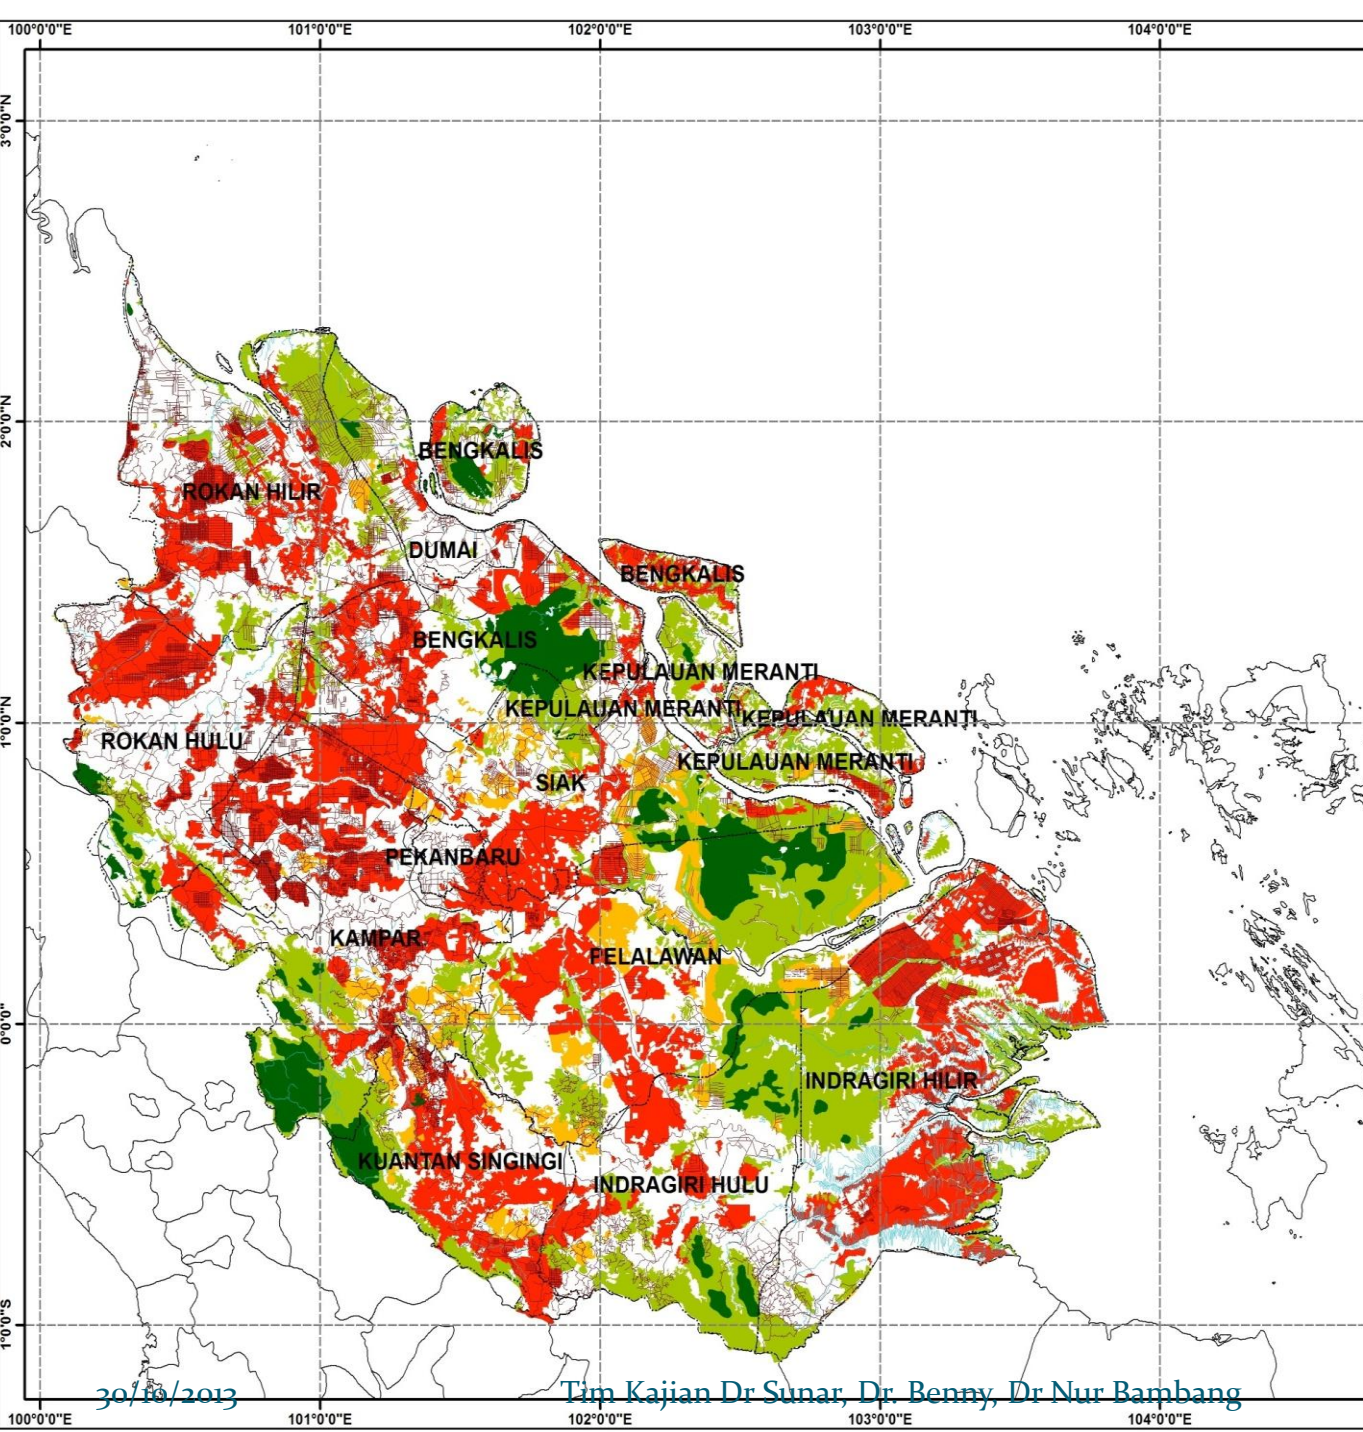 100°0'0"E 101°0'0"E 102°0'0"E 103°0'0"E 104°0'0"E
3°0'0"N
2°0'0"N
BENGKALIS
ROKAN HILIR
DUMAI
BENGKALIS
BENGKALIS
KEPULAUAN MERANTI
KEPULAUAN MERANTI
KEPULAUAN MERANTI
1°0'0"N
ROKAN HULU
KEPULAUAN MERANTI
SIAK
PEKANBARU
KAMPAR
PELALAWAN
0°0'0"
INDRAGIRI HILIR
KUANTAN SINGINGI
INDRAGIRI HULU
1°0'0"S
30/10/2013 Tim Kajian Dr Sunar, Dr. Benny, Dr Nur Bambang
100°0'0"E 101°0'0"E 102°0'0"E 103°0'0"E 104°0'0"E